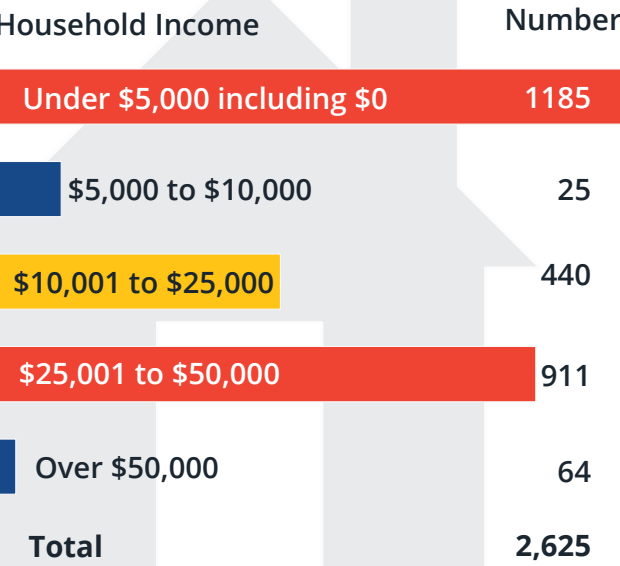 Household Income Number
Under $5,000 including $0 1185
$5,000 to $10,000 25
$10,001 to $25,000 440
$25,001 to $50,000 911
Over $50,000 64
Total 2,625